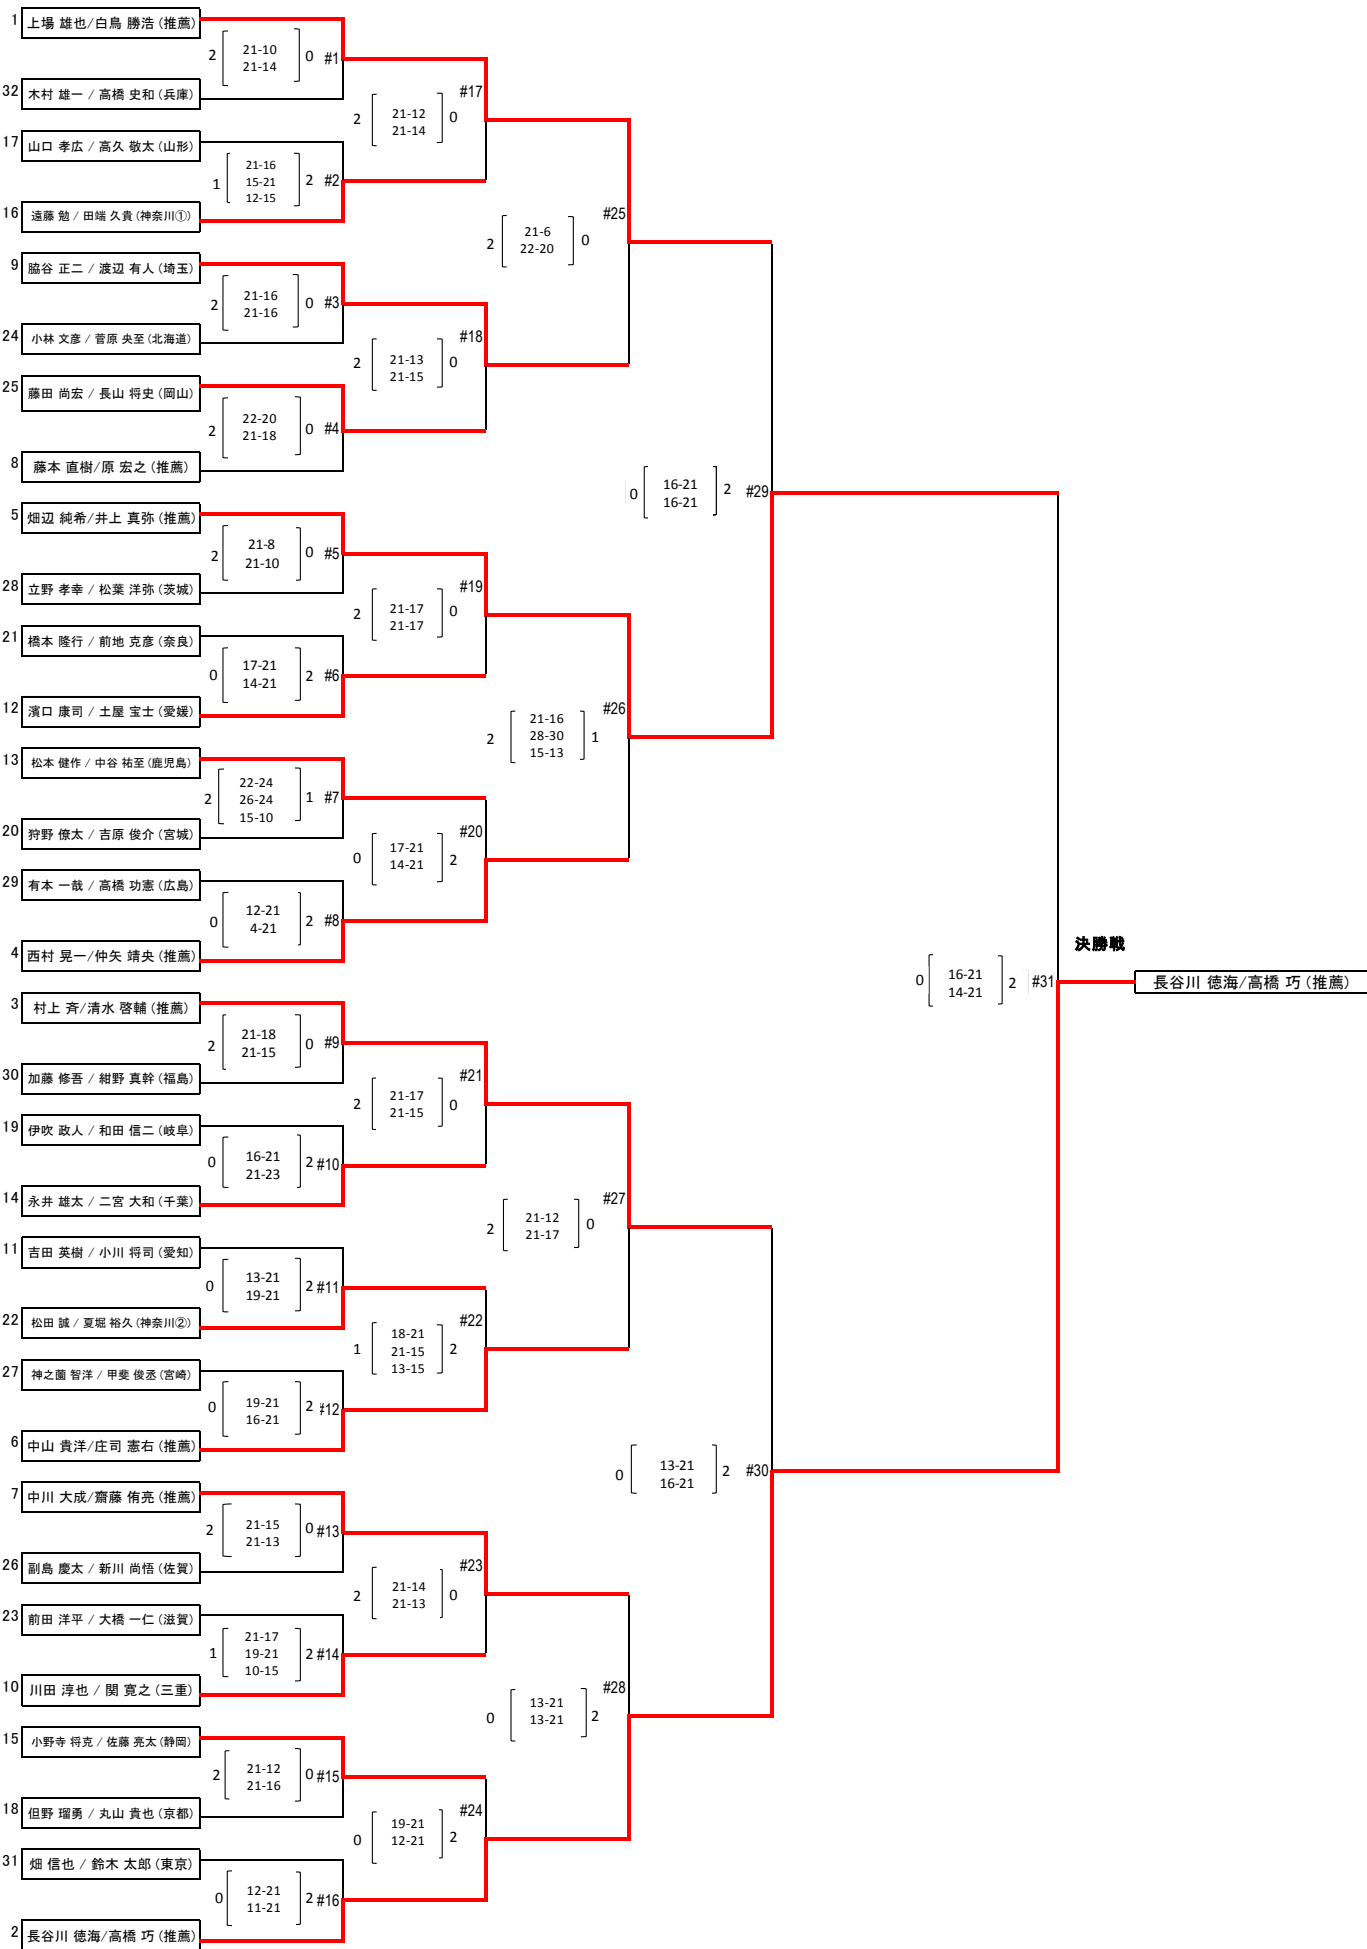 1 上場 雄也/白鳥 勝浩 (推薦)
2 21-10 21-14 0 #1
32 木村 雄一 / 高橋 史和 (兵庫)
2 21-12 21-14 0 #17
17 山口 孝広 / 高久 敬太 (山形)
1 21-16 15-21 12-15 2 #2
16 遠藤 勉 / 田端 久貴 (神奈川①)
2 21-6 22-20 0 #25
9 脇谷 正二 / 渡辺 有人 (埼玉)
2 21-16 21-16 0 #3
24 小林 文彦 / 菅原 央至 (北海道)
2 21-13 21-15 0 #18
25 藤田 尚宏 / 長山 将史 (岡山)
2 22-20 21-18 0 #4
8 藤本 直樹/原 宏之 (推薦)
0 16-21 16-21 2 #29
5 畑辺 純希/井上 真弥 (推薦)
2 21-8 21-10 0 #5
28 立野 孝幸 / 松葉 洋弥 (茨城)
2 21-17 21-17 0 #19
21 橋本 隆行 / 前地 克彦 (奈良)
0 17-21 14-21 2 #6
12 濱口 康司 / 土屋 宝士 (愛媛)
2 21-16 28-30 15-13 1 #26
13 松本 健作 / 中谷 祐至 (鹿児島)
2 22-24 26-24 15-10 1 #7
20 狩野 僚太 / 吉原 俊介 (宮城)
0 17-21 14-21 2 #20
29 有本 一哉 / 高橋 功憲 (広島)
0 12-21 4-21 2 #8
4 西村 晃一/仲矢 靖央 (推薦)
決勝戦
0 16-21 14-21 2 #31
長谷川 徳海/高橋 巧 (推薦)
3 村上 斉/清水 啓輔 (推薦)
2 21-18 21-15 0 #9
30 加藤 修吾 / 紺野 真幹 (福島)
2 21-17 21-15 0 #21
19 伊吹 政人 / 和田 信二 (岐阜)
0 16-21 21-23 2 #10
14 永井 雄太 / 二宮 大和 (千葉)
2 21-12 21-17 0 #27
11 吉田 英樹 / 小川 将司 (愛知)
0 13-21 19-21 2 #11
22 松田 誠 / 夏堀 裕久 (神奈川②)
1 18-21 21-15 13-15 2 #22
27 神之薗 智洋 / 甲斐 俊丞 (宮崎)
0 19-21 16-21 2 #12
6 中山 貴洋/庄司 憲右 (推薦)
0 13-21 16-21 2 #30
7 中川 大成/齋藤 侑亮 (推薦)
2 21-15 21-13 0 #13
26 副島 慶太 / 新川 尚悟 (佐賀)
2 21-14 21-13 0 #23
23 前田 洋平 / 大橋 一仁 (滋賀)
1 21-17 19-21 10-15 2 #14
10 川田 淳也 / 関 寛之 (三重)
0 13-21 13-21 2 #28
15 小野寺 将克 / 佐藤 亮太 (静岡)
2 21-12 21-16 0 #15
18 但野 瑠勇 / 丸山 貴也 (京都)
0 19-21 12-21 2 #24
31 畑 信也 / 鈴木 太郎 (東京)
0 12-21 11-21 2 #16
2 長谷川 徳海/高橋 巧 (推薦)